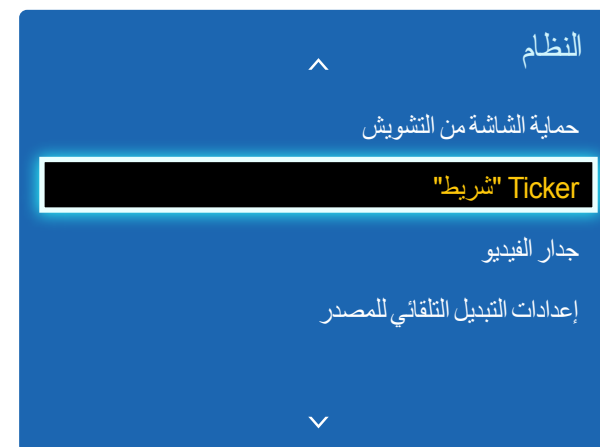 النظام
حماية الشاشة من التشويش
Ticker "شريط"
جدار الفيديو
إعدادات التبديل التلقائي للمصدر